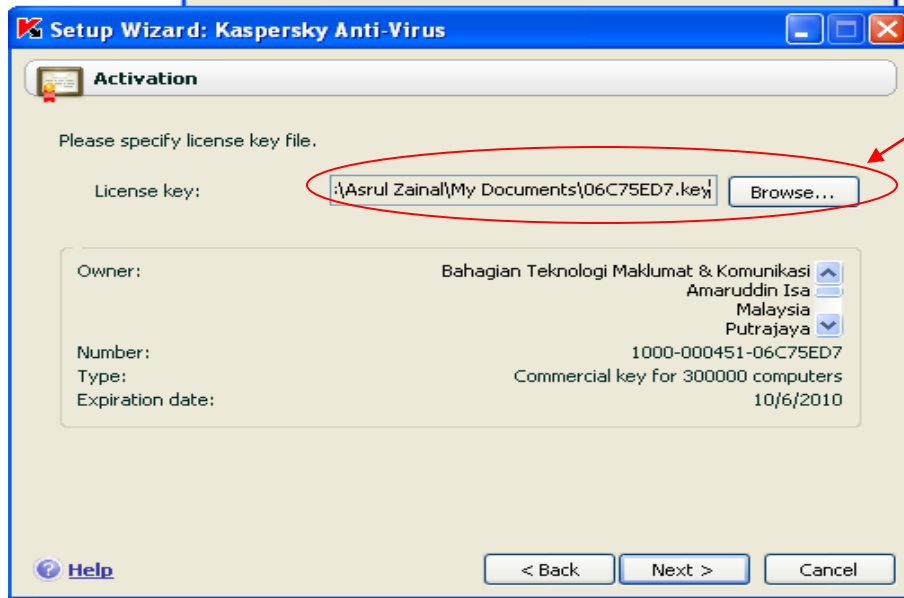 Setup Wizard: Kaspersky Anti-Virus
Activation
Please specify license key file.
License key: :\Asrul Zainal\My Documents\06C75ED7.key Browse...
Owner: Bahagian Teknologi Maklumat & Komunikasi
Amaruddin Isa
Malaysia
Putrajaya
Number: 1000-000451-06C75ED7
Type: Commercial key for 300000 computers
Expiration date: 10/6/2010
Help < Back Next > Cancel